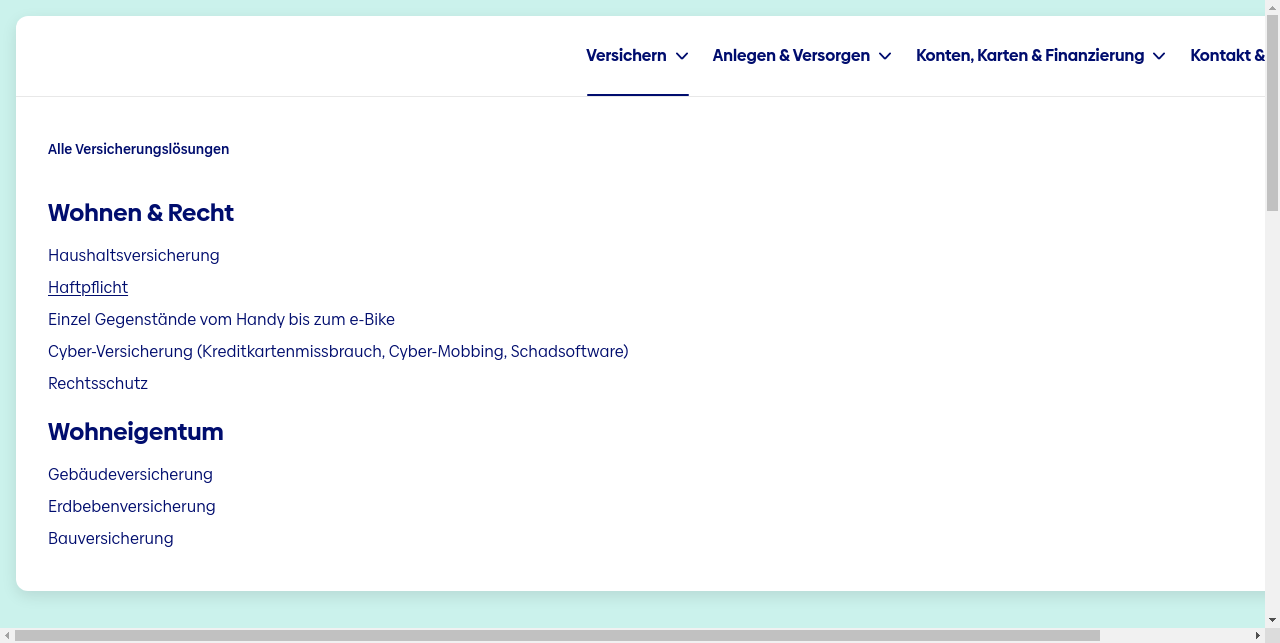 Versichern
Anlegen & Versorgen
Konten, Karten & Finanzierung
Kontakt &
Alle Versicherungslösungen
Wohnen & Recht
Haushaltsversicherung
Haftpflicht
Einzel Gegenstände vom Handy bis zum e-Bike
Cyber-Versicherung (Kreditkartenmissbrauch, Cyber-Mobbing, Schadsoftware)
Rechtsschutz
Wohneigentum
Gebäudeversicherung
Erdbebenversicherung
Bauversicherung